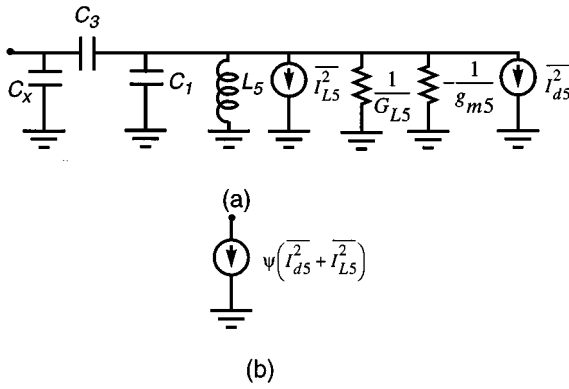 C3
Cx
C1
L5
I²L5
1/GL5
-1/gm5
I²d5
(a)
ψ(I²d5 + I²L5)
(b)